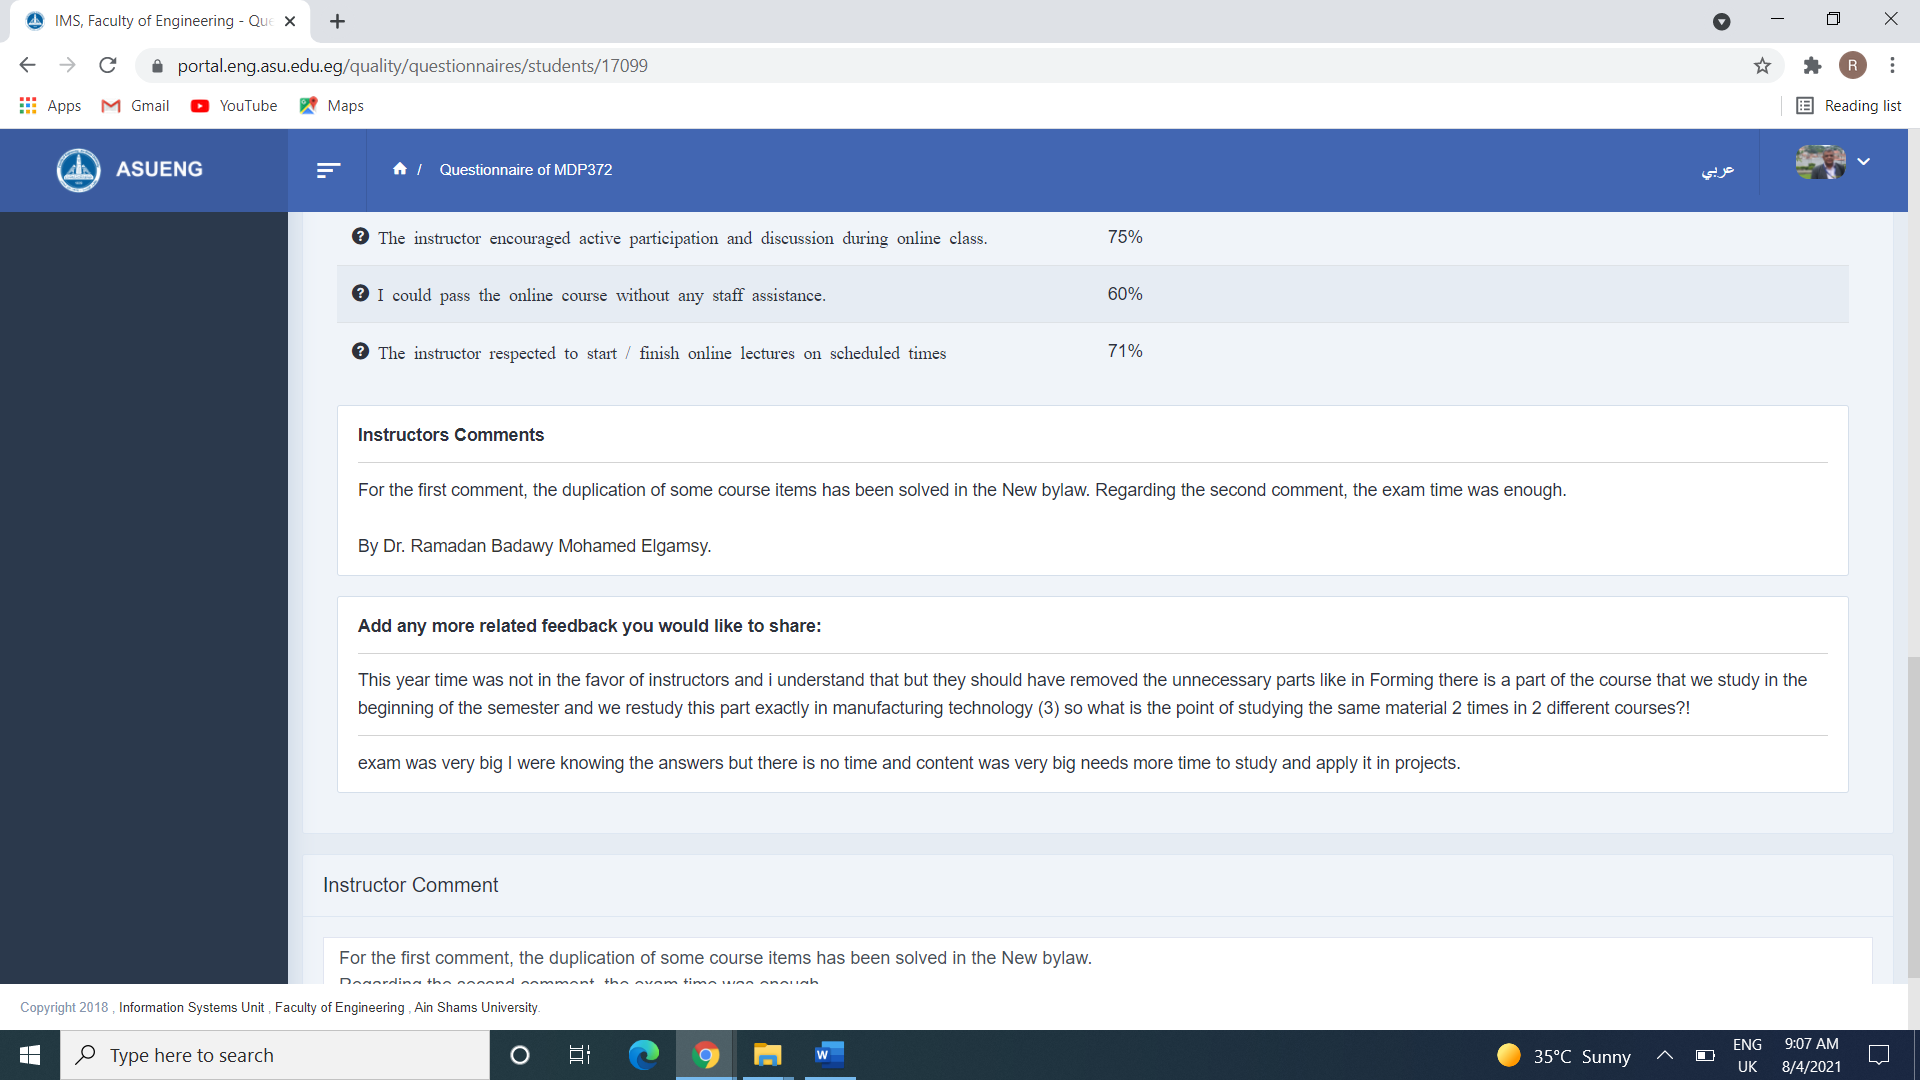 IMS, Faculty of Engineering - Que
portal.eng.asu.edu.eg/quality/questionnaires/students/17099
R
Apps
Gmail
YouTube
Maps
Reading list
ASUENG
/ Questionnaire of MDP372
عربي
The instructor encouraged active participation and discussion during online class. 75%
I could pass the online course without any staff assistance. 60%
The instructor respected to start / finish online lectures on scheduled times 71%
Instructors Comments
For the first comment, the duplication of some course items has been solved in the New bylaw. Regarding the second comment, the exam time was enough.
By Dr. Ramadan Badawy Mohamed Elgamsy.
Add any more related feedback you would like to share:
This year time was not in the favor of instructors and i understand that but they should have removed the unnecessary parts like in Forming there is a part of the course that we study in the
beginning of the semester and we restudy this part exactly in manufacturing technology (3) so what is the point of studying the same material 2 times in 2 different courses?!
exam was very big I were knowing the answers but there is no time and content was very big needs more time to study and apply it in projects.
Instructor Comment
For the first comment, the duplication of some course items has been solved in the New bylaw.
Regarding the second comment, the exam time was enough.
Copyright 2018 , Information Systems Unit , Faculty of Engineering , Ain Shams University.
Type here to search
35°C Sunny
ENG
UK
9:07 AM
8/4/2021